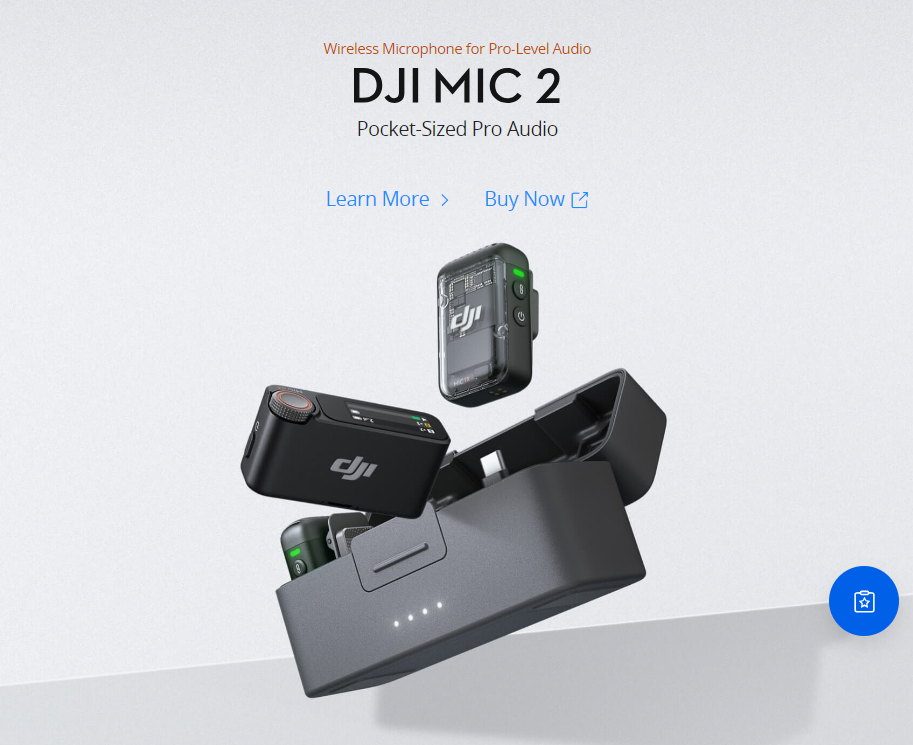 Wireless Microphone for Pro-Level Audio
DJI MIC 2
Pocket-Sized Pro Audio
Learn More
Buy Now
dji
dji